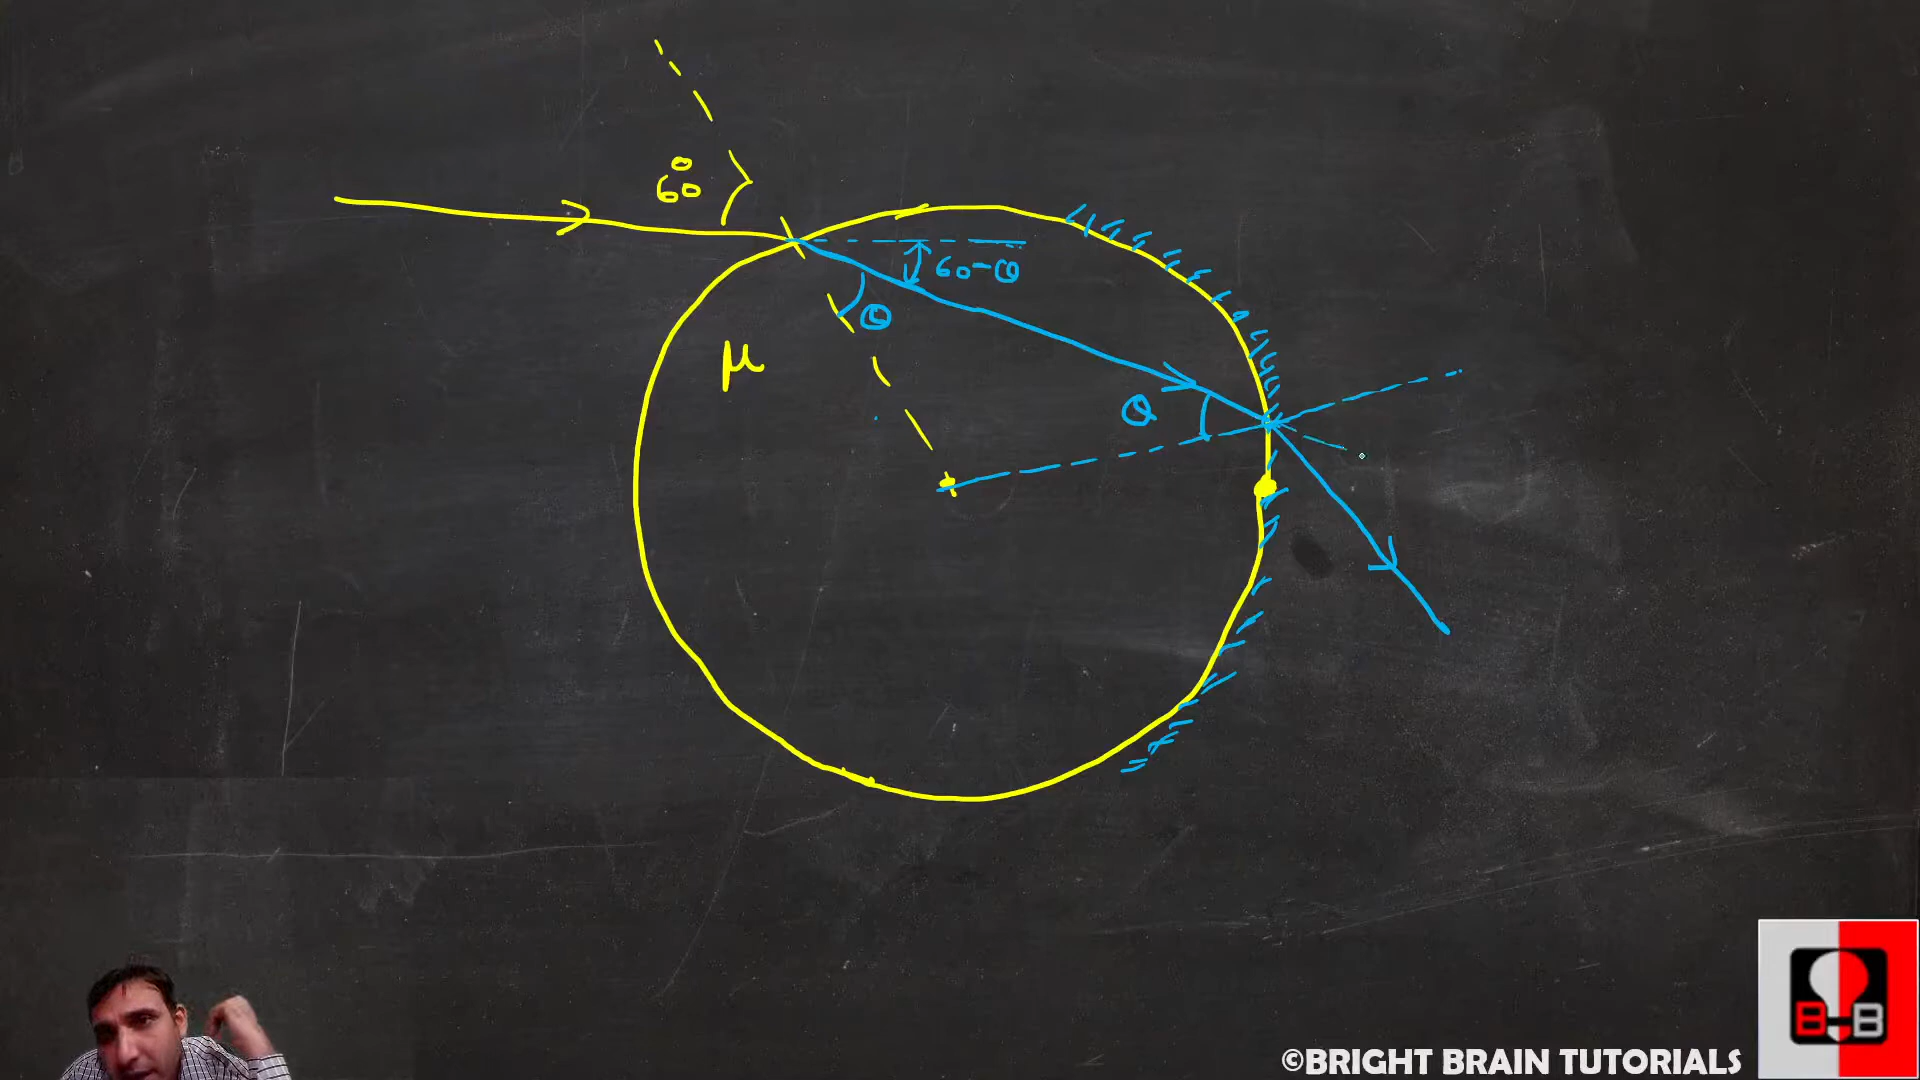 60°
60-θ
θ
μ
θ
B-B
©BRIGHT BRAIN TUTORIALS